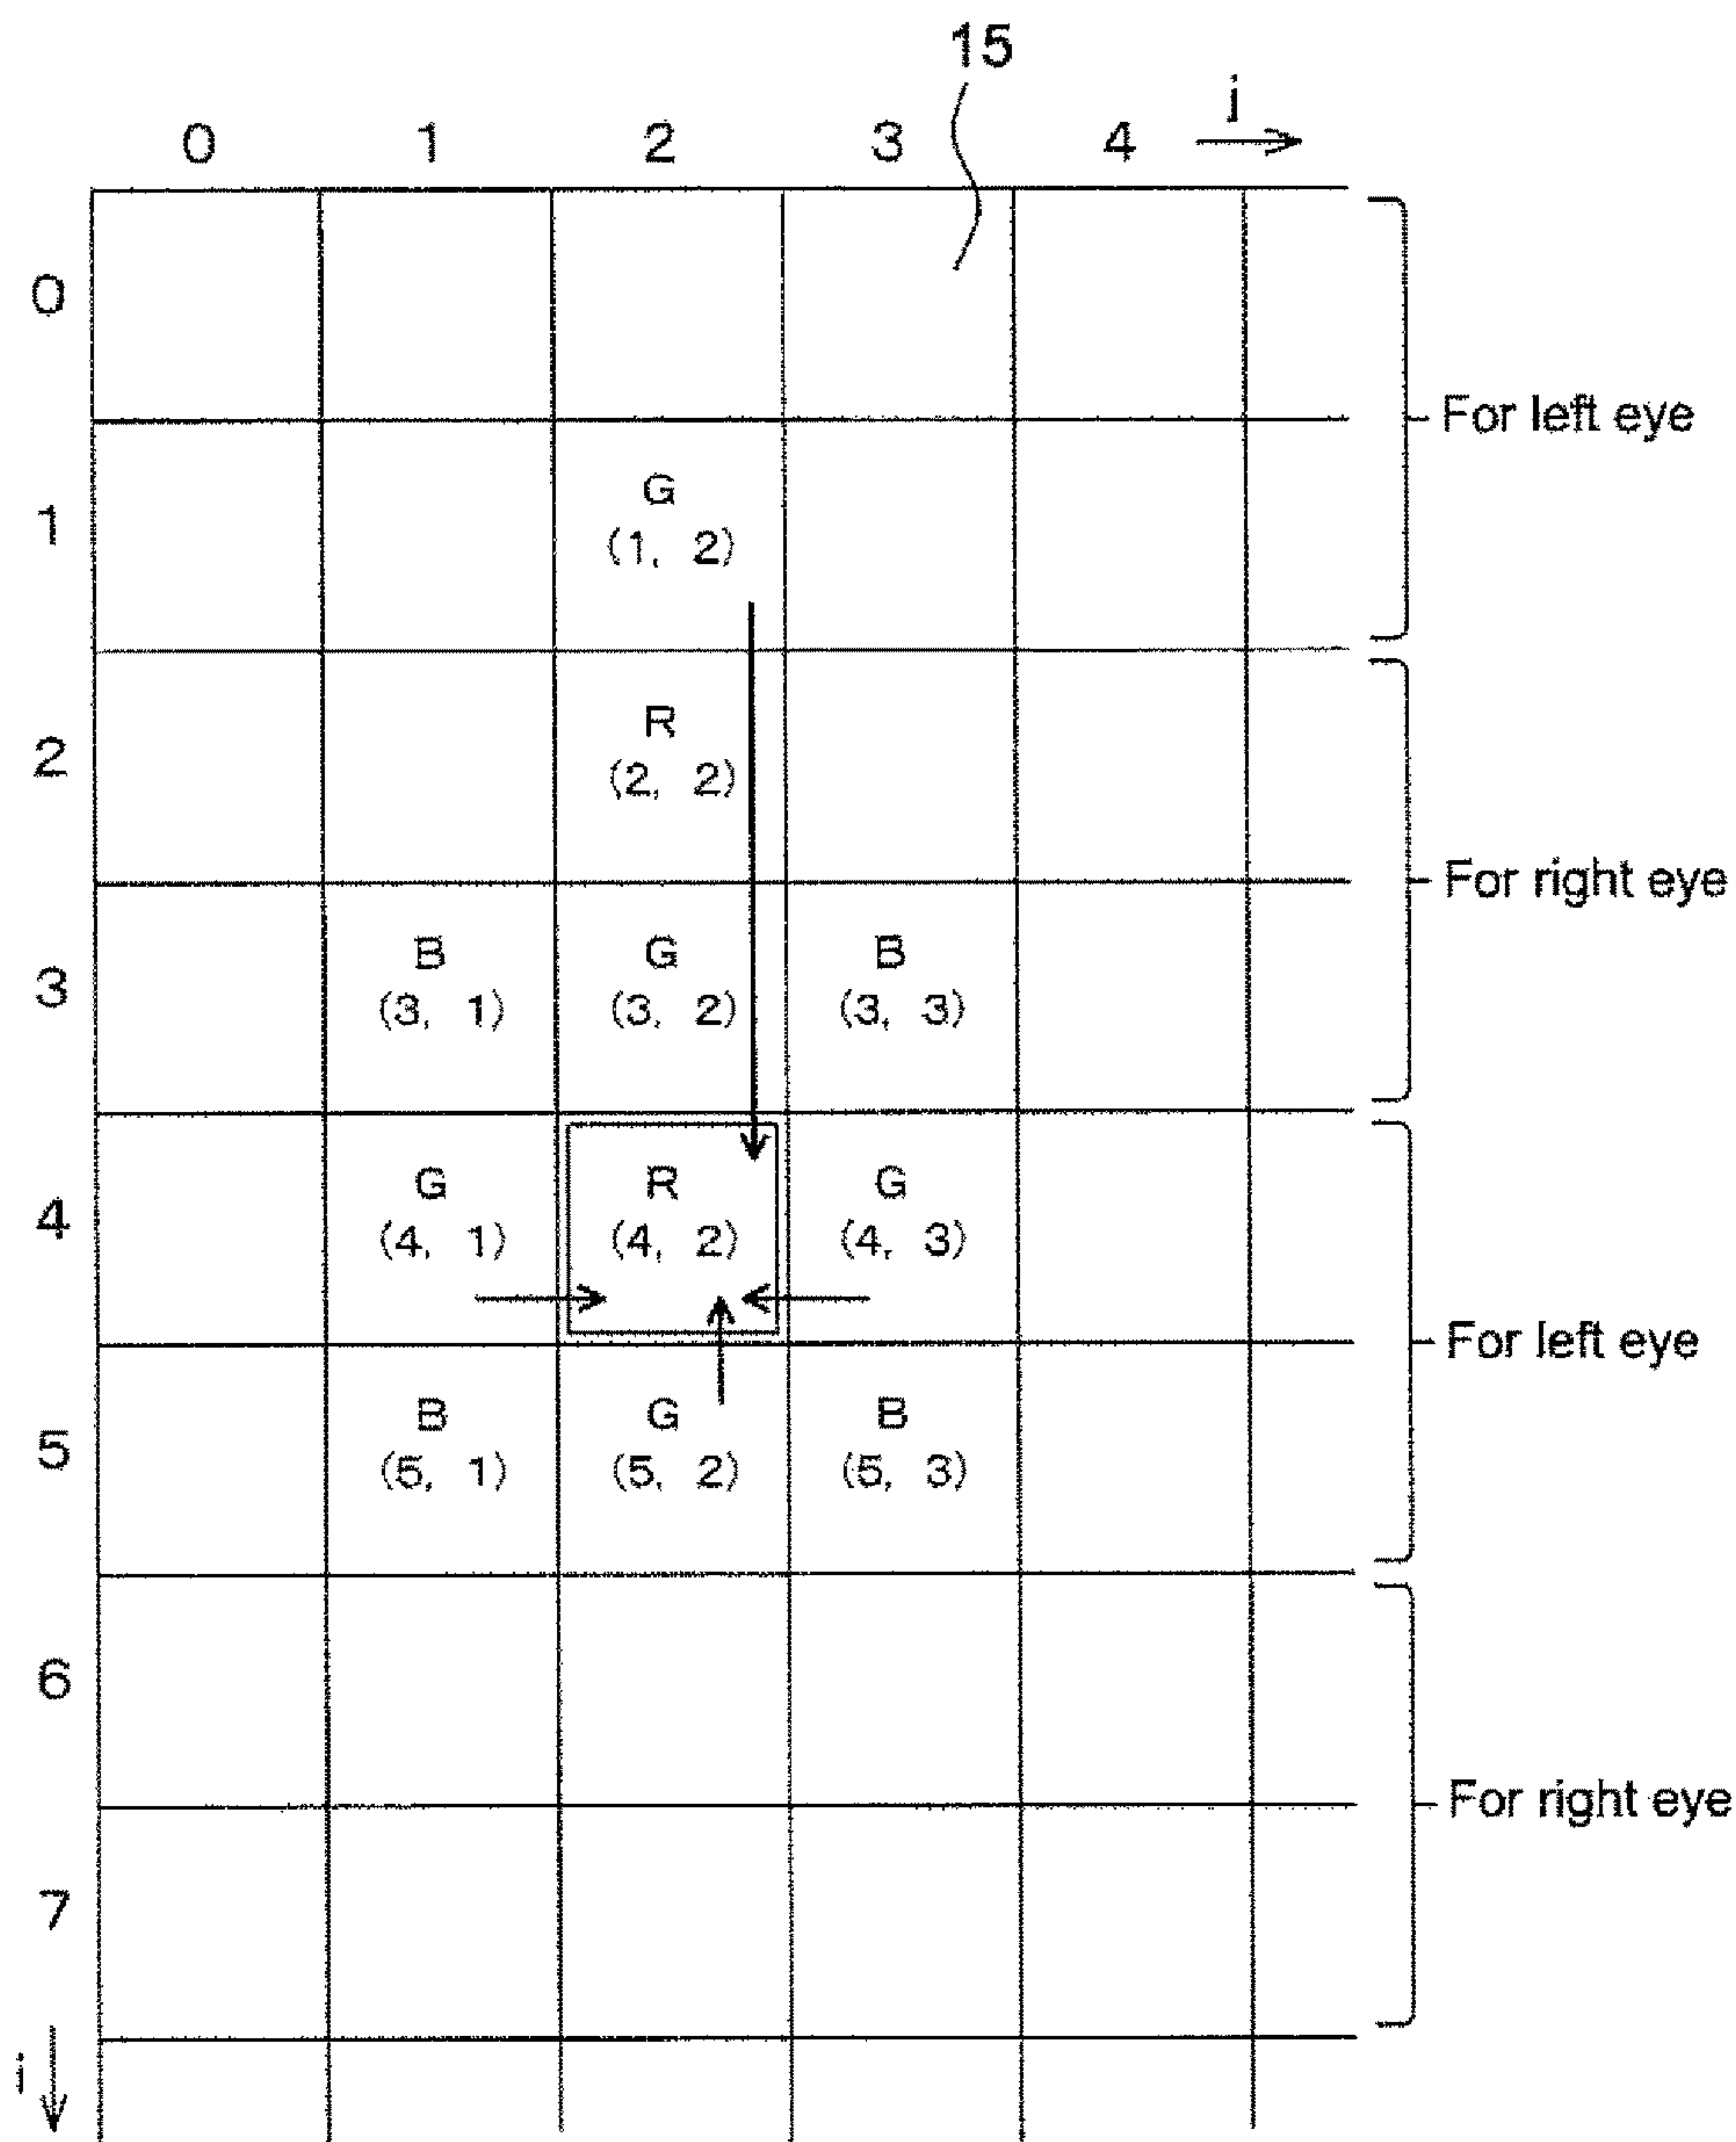 15
0 1 2 3 4 j
0
For left eye
1
G
(1, 2)
2
R
(2, 2)
For right eye
3
B G B
(3, 1) (3, 2) (3, 3)
4
G R G
(4, 1) (4, 2) (4, 3)
For left eye
5
B G B
(5, 1) (5, 2) (5, 3)
6
For right eye
7
i